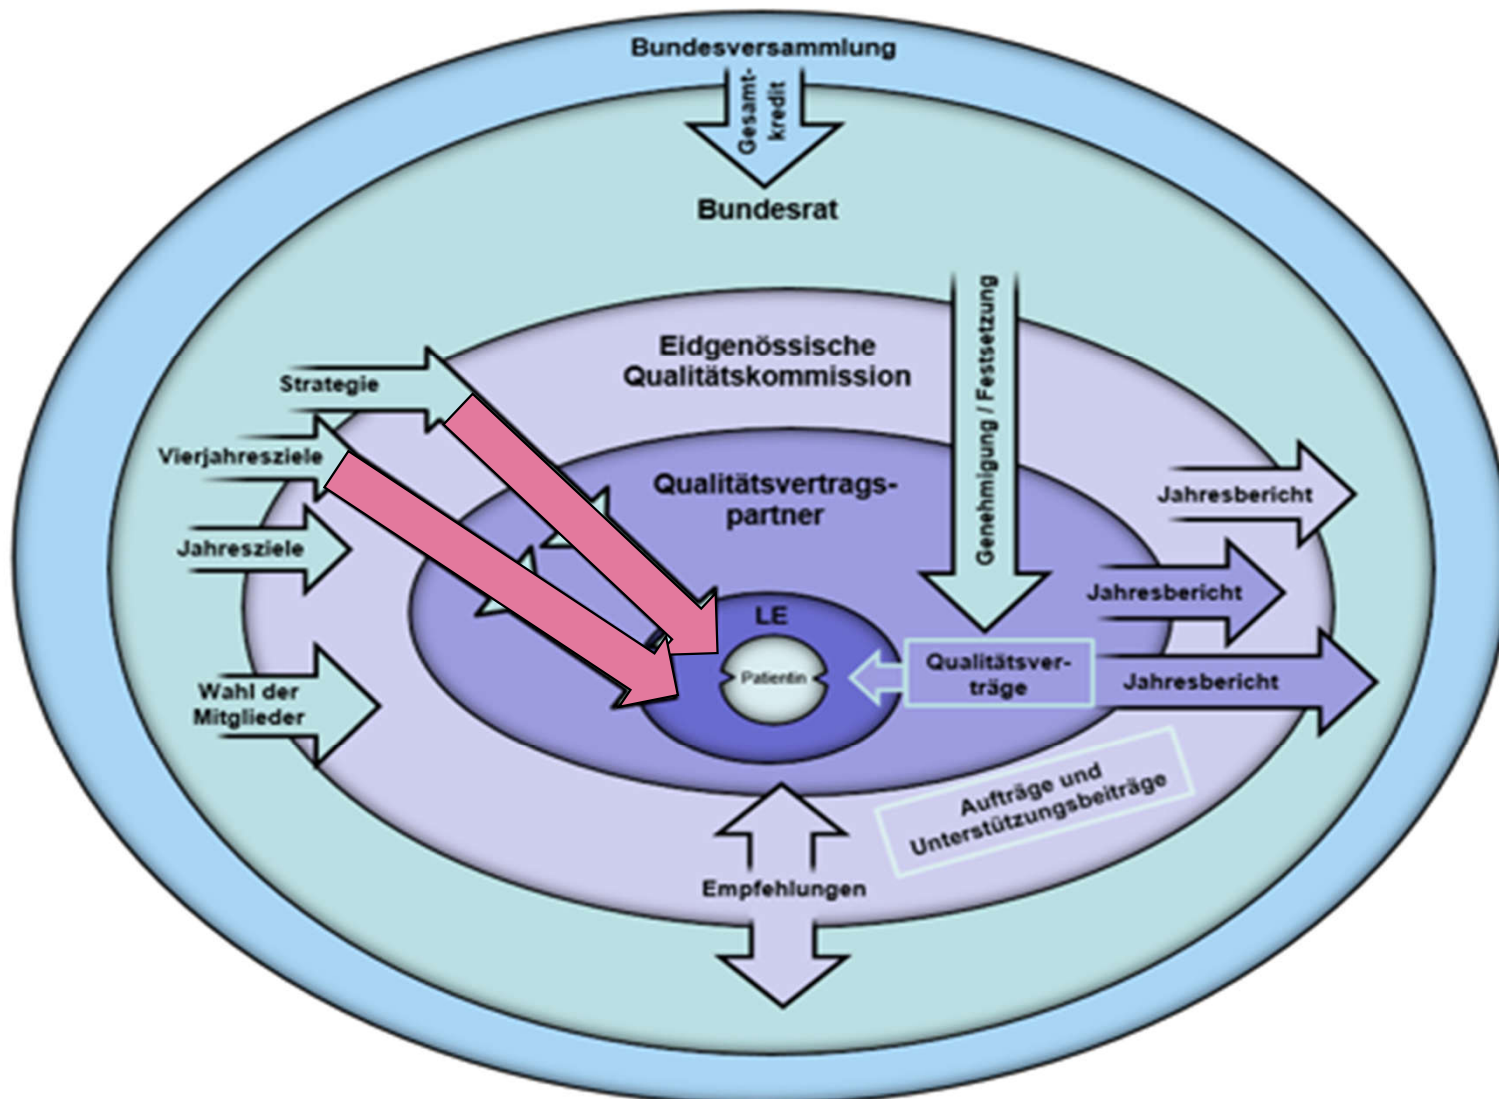 Bundesversammlung
Gesamt-
kredit
Bundesrat
Eidgenössische
Qualitätskommission
Genehmigung / Festsetzung
Strategie
Vierjahresziele
Jahresziele
Wahl der
Mitglieder
Qualitätsvertrags-
partner
Jahresbericht
Jahresbericht
LE
Patientin
Qualitätsver-
träge
Jahresbericht
Aufträge und
Unterstützungsbeiträge
Empfehlungen